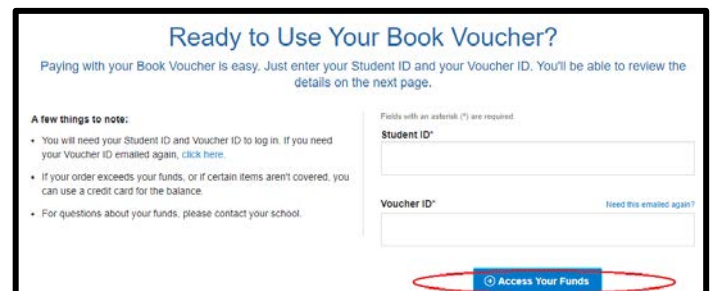 Ready to Use Your Book Voucher?
Paying with your Book Voucher is easy. Just enter your Student ID and your Voucher ID. You'll be able to review the
details on the next page.
A few things to note:
• You will need your Student ID and Voucher ID to log in. If you need
your Voucher ID emailed again, click here.
• If your order exceeds your funds, or if certain items aren't covered, you
can use a credit card for the balance.
• For questions about your funds, please contact your school.
Fields with an asterisk (*) are required.
Student ID*
Voucher ID*
Need this emailed again?
Access Your Funds